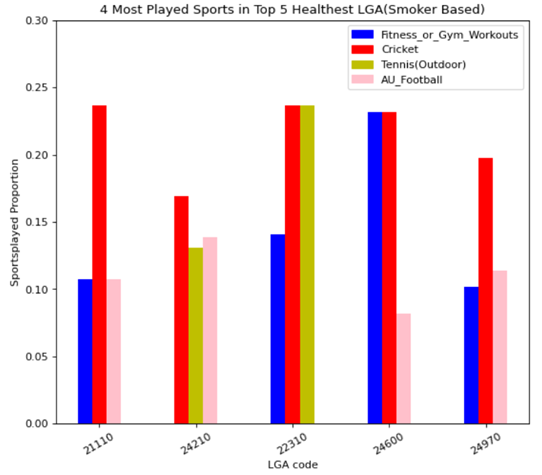 4 Most Played Sports in Top 5 Healthest LGA(Smoker Based)
0.30
0.25
0.20
0.15
0.10
0.05
0.00
Sportsplayed Proportion
Fitness_or_Gym_Workouts
Cricket
Tennis(Outdoor)
AU_Football
21110
24210
22310
24600
24970
LGA code